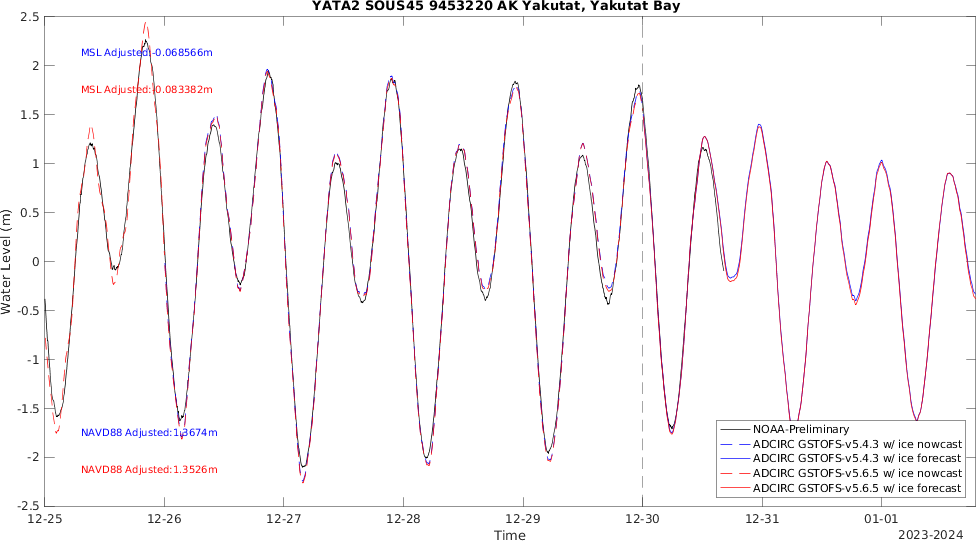 YATA2 SOUS45 9453220 AK Yakutat, Yakutat Bay
2.5
2
1.5
1
0.5
0
-0.5
-1
-1.5
-2
-2.5
Water Level (m)
MSL Adjusted:-0.068566m
MSL Adjusted:-0.083382m
NAVD88 Adjusted:1.3674m
NAVD88 Adjusted:1.3526m
NOAA-Preliminary
ADCIRC GSTOFS-v5.4.3 w/ ice nowcast
ADCIRC GSTOFS-v5.4.3 w/ ice forecast
ADCIRC GSTOFS-v5.6.5 w/ ice nowcast
ADCIRC GSTOFS-v5.6.5 w/ ice forecast
12-25 12-26 12-27 12-28 12-29 12-30 12-31 01-01
Time
2023-2024